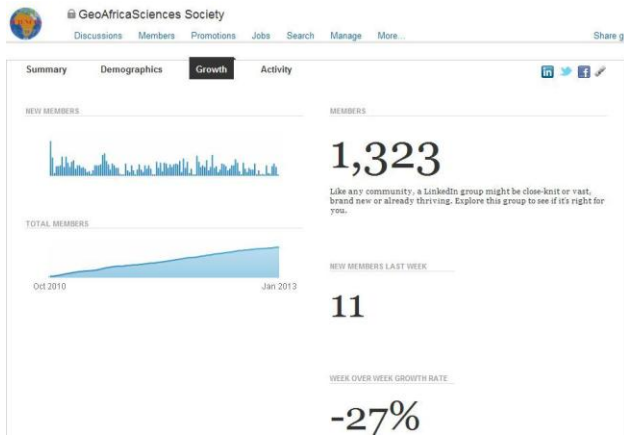 GeoAfricaSciences Society
Discussions Members Promotions Jobs Search Manage More... Share g
Summary Demographics Growth Activity
NEW MEMBERS
TOTAL MEMBERS
Oct 2010 Jan 2013
MEMBERS
1,323
Like any community, a LinkedIn group might be close-knit or vast,
brand new or already thriving. Explore this group to see if it's right for
you.
NEW MEMBERS LAST WEEK
11
WEEK OVER WEEK GROWTH RATE
-27%